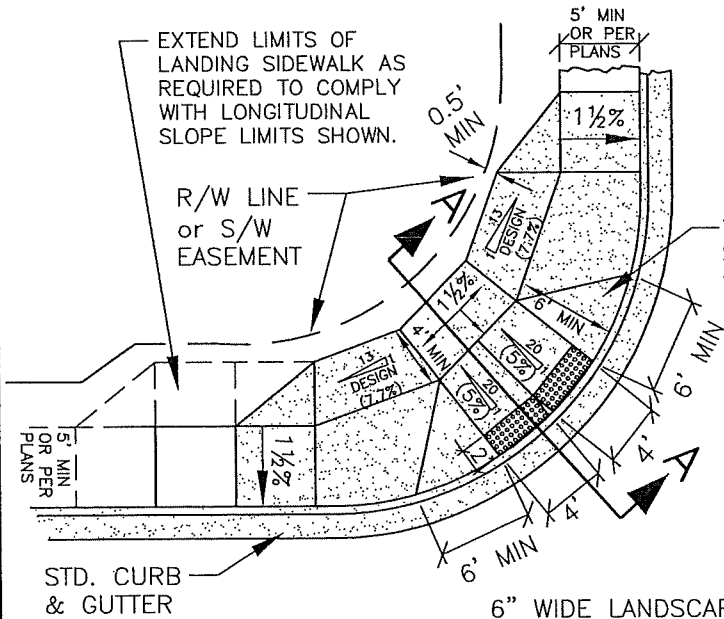 EXTEND LIMITS OF
LANDING SIDEWALK AS
REQUIRED TO COMPLY
WITH LONGITUDINAL
SLOPE LIMITS SHOWN.
5' MIN
OR PER
PLANS
0.5'
MIN
1½%
R/W LINE
or S/W
EASEMENT
A
13
1
DESIGN
(7.7%)
1½%
6' MIN
4' MIN
20
1
(5%)
20
1
(5%)
13
1
DESIGN
(7.7%)
6' MIN
4'
4'
A
2'
5' MIN
OR PER
PLANS
1½%
6' MIN
STD. CURB
& GUTTER
6" WIDE